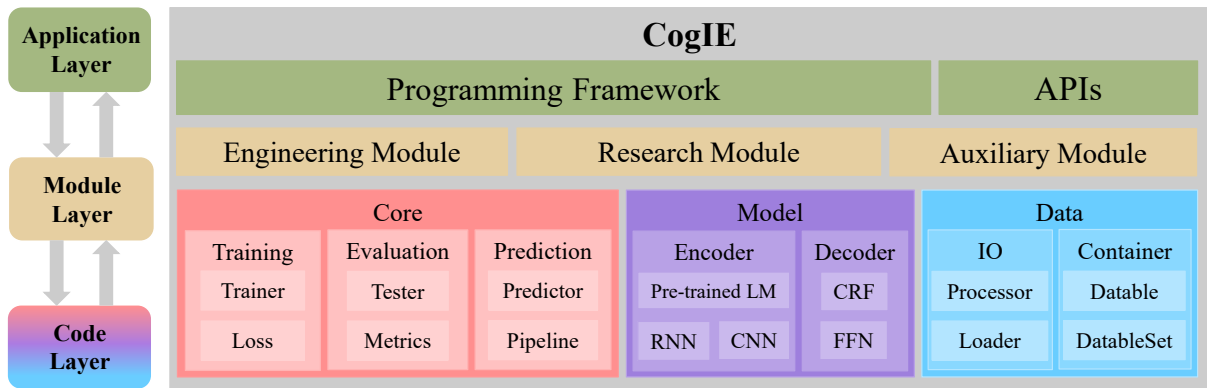 Application
Layer
Module
Layer
Code
Layer
CogIE
Programming Framework
APIs
Engineering Module
Research Module
Auxiliary Module
Core
Training
Trainer
Loss
Evaluation
Tester
Metrics
Prediction
Predictor
Pipeline
Model
Encoder
Pre-trained LM
RNN
CNN
Decoder
CRF
FFN
Data
IO
Processor
Loader
Container
Datable
DatableSet